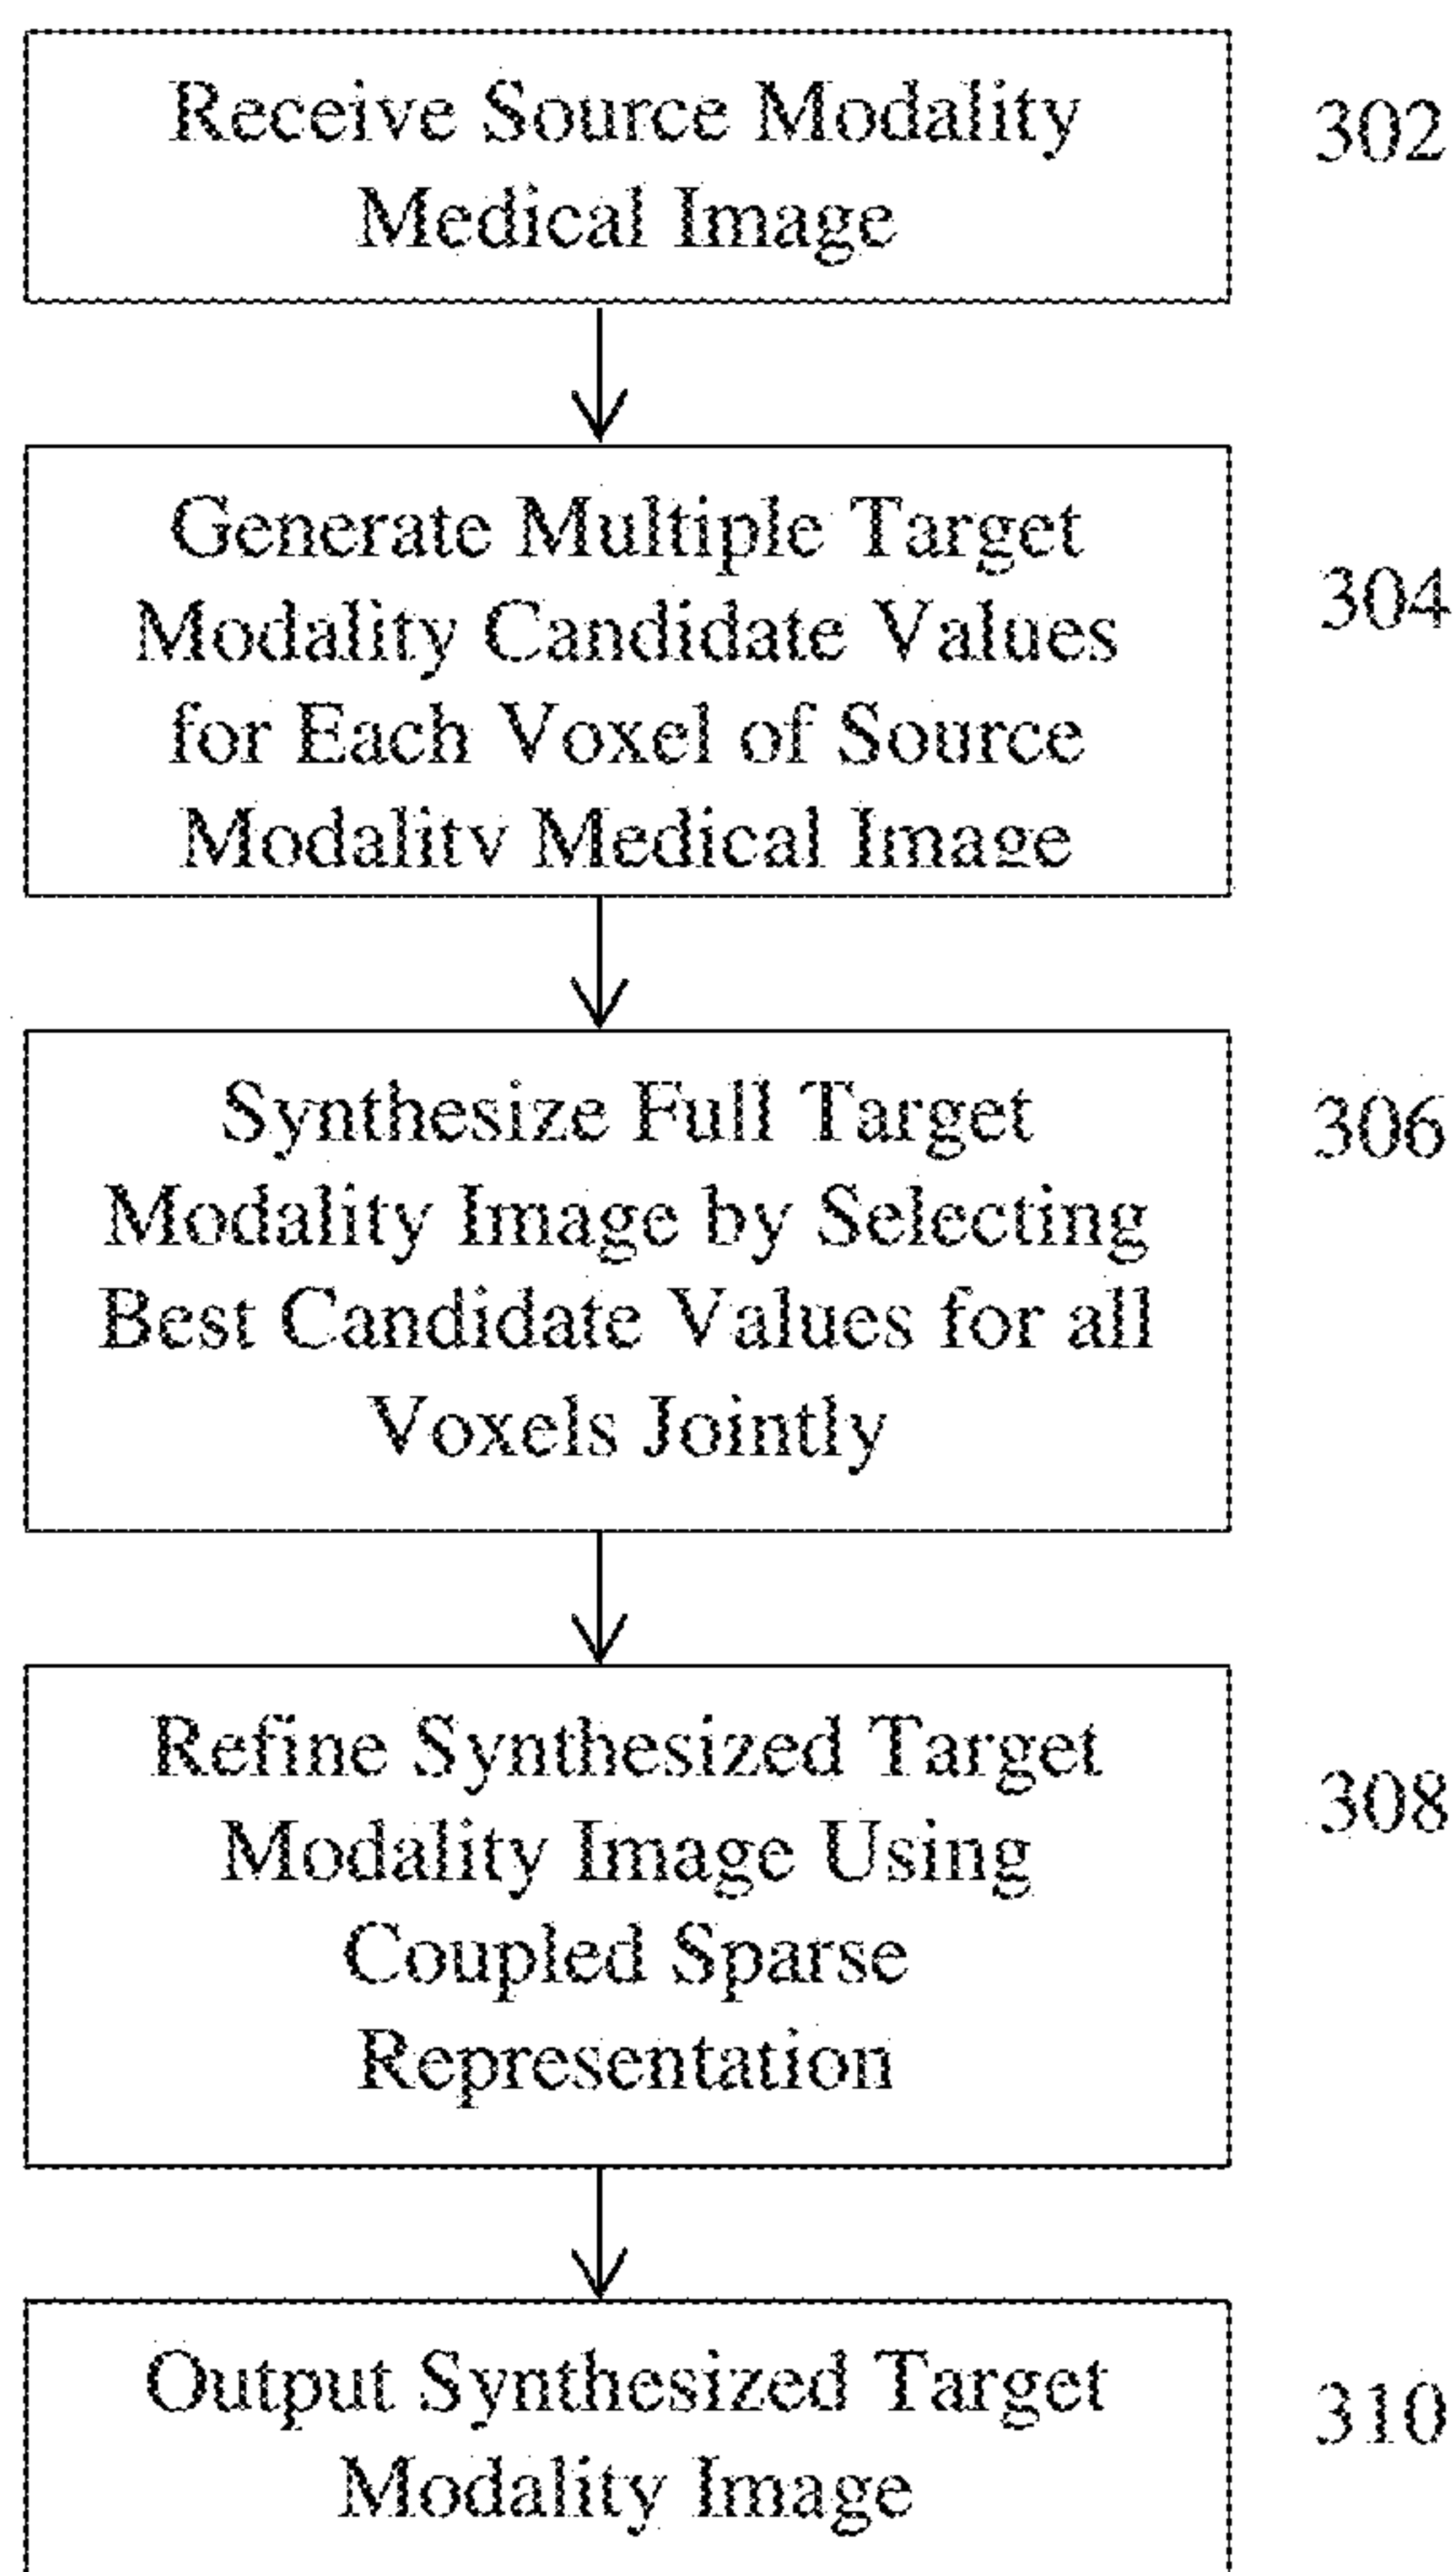 Receive Source Modality
Medical Image
302
Generate Multiple Target
Modality Candidate Values
for Each Voxel of Source
Modality Medical Image
304
Synthesize Full Target
Modality Image by Selecting
Best Candidate Values for all
Voxels Jointly
306
Refine Synthesized Target
Modality Image Using
Coupled Sparse
Representation
308
Output Synthesized Target
Modality Image
310